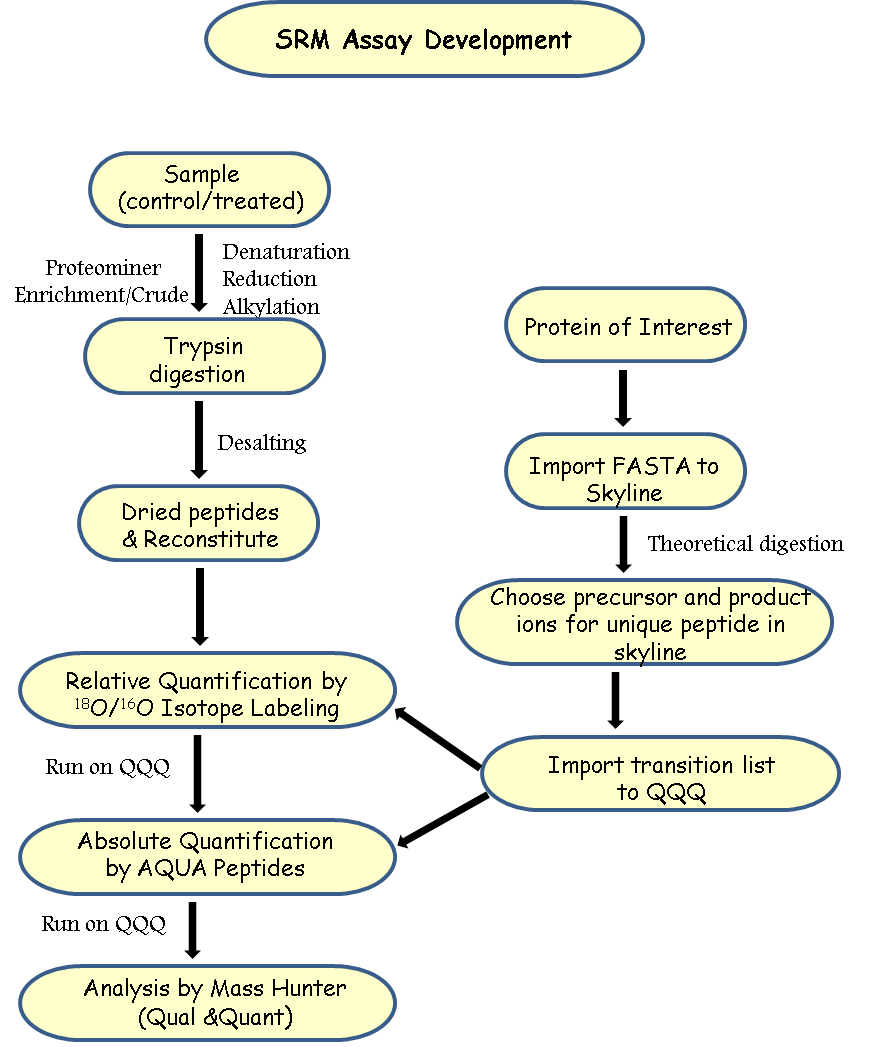 SRM Assay Development
Sample
(control/treated)
Proteominer
Enrichment/Crude
Denaturation
Reduction
Alkylation
Trypsin
digestion
Desalting
Dried peptides
& Reconstitute
Relative Quantification by
¹⁸O/¹⁶O Isotope Labeling
Run on QQQ
Absolute Quantification
by AQUA Peptides
Run on QQQ
Analysis by Mass Hunter
(Qual &Quant)
Protein of Interest
Import FASTA to
Skyline
Theoretical digestion
Choose precursor and product
ions for unique peptide in
skyline
Import transition list
to QQQ